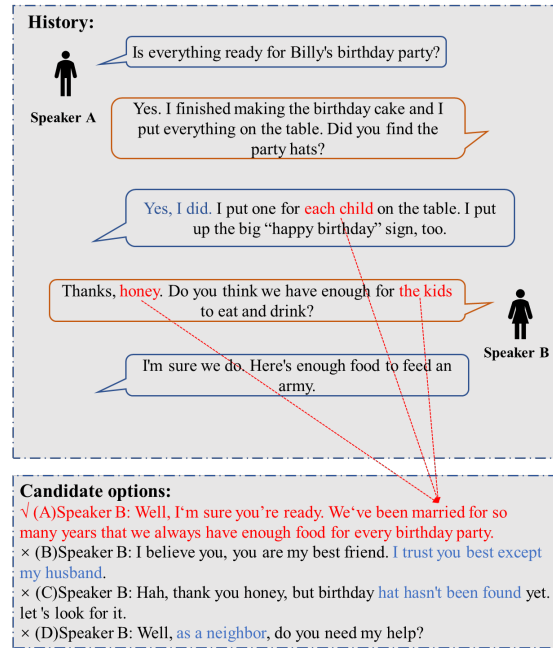 History:
Is everything ready for Billy's birthday party?
Speaker A
Yes. I finished making the birthday cake and I
put everything on the table. Did you find the
party hats?
Yes, I did. I put one for each child on the table. I put
up the big “happy birthday” sign, too.
Thanks, honey. Do you think we have enough for the kids
to eat and drink?
Speaker B
I'm sure we do. Here's enough food to feed an
army.
Candidate options:
√ (A)Speaker B: Well, I‘m sure you’re ready. We‘ve been married for so
many years that we always have enough food for every birthday party.
× (B)Speaker B: I believe you, you are my best friend. I trust you best except
my husband.
× (C)Speaker B: Hah, thank you honey, but birthday hat hasn't been found yet.
let's look for it.
× (D)Speaker B: Well, as a neighbor, do you need my help?